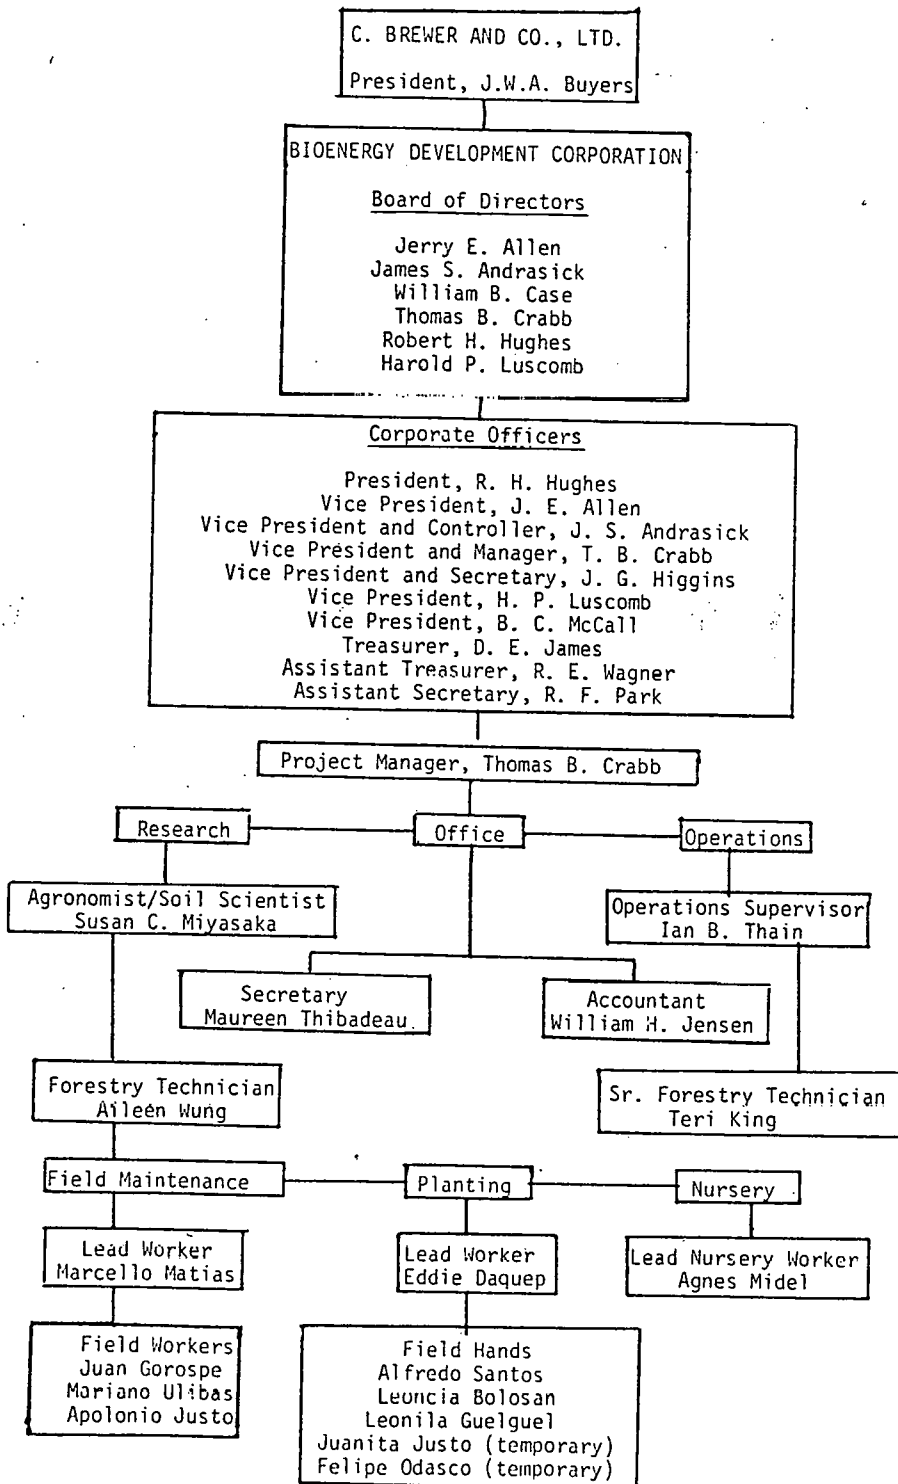 C. BREWER AND CO., LTD.
President, J.W.A. Buyers
BIOENERGY DEVELOPMENT CORPORATION
Board of Directors
Jerry E. Allen
James S. Andrasick
William B. Case
Thomas B. Crabb
Robert H. Hughes
Harold P. Luscomb
Corporate Officers
President, R. H. Hughes
Vice President, J. E. Allen
Vice President and Controller, J. S. Andrasick
Vice President and Manager, T. B. Crabb
Vice President and Secretary, J. G. Higgins
Vice President, H. P. Luscomb
Vice President, B. C. McCall
Treasurer, D. E. James
Assistant Treasurer, R. E. Wagner
Assistant Secretary, R. F. Park
Project Manager, Thomas B. Crabb
Research
Office
Operations
Agronomist/Soil Scientist
Susan C. Miyasaka
Operations Supervisor
Ian B. Thain
Secretary
Maureen Thibadeau
Accountant
William H. Jensen
Forestry Technician
Aileen Wung
Sr. Forestry Technician
Teri King
Field Maintenance
Planting
Nursery
Lead Worker
Marcello Matias
Lead Worker
Eddie Daquep
Lead Nursery Worker
Agnes Midel
Field Workers
Juan Gorospe
Mariano Ulibas
Apolonio Justo
Field Hands
Alfredo Santos
Leoncia Bolosan
Leonila Guelguel
Juanita Justo (temporary)
Felipe Odasco (temporary)